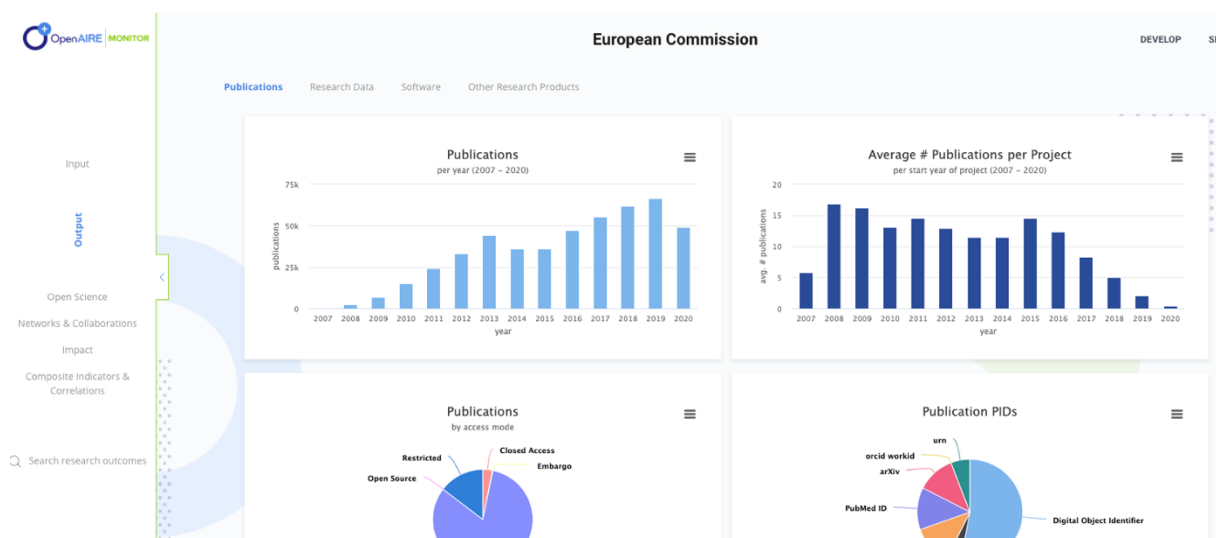 OpenAIRE MONITOR
European Commission
DEVELOP
Publications Research Data Software Other Research Products
Input
Output
Open Science
Networks & Collaborations
Impact
Composite Indicators &
Correlations
Search research outcomes
Publications
per year (2007 - 2020)
75k
50k
25k
0
publications
2007 2008 2009 2010 2011 2012 2013 2014 2015 2016 2017 2018 2019 2020
year
Average # Publications per Project
per start year of project (2007 - 2020)
20
15
10
5
0
avg. # publications
2007 2008 2009 2010 2011 2012 2013 2014 2015 2016 2017 2018 2019 2020
year
Publications
by access mode
Closed Access
Restricted
Embargo
Open Source
Publication PIDs
urn
orcid workid
arXiv
PubMed ID
Digital Object Identifier